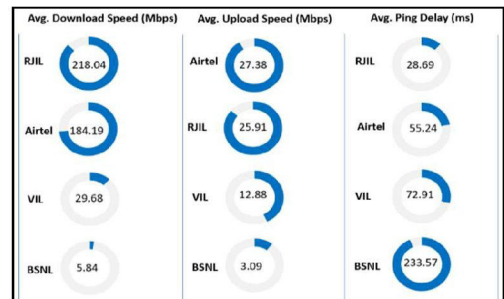 Avg. Download Speed (Mbps)
RJIL 218.04
Airtel 184.19
VIL 29.68
BSNL 5.84
Avg. Upload Speed (Mbps)
Airtel 27.38
RJIL 25.91
VIL 12.88
BSNL 3.09
Avg. Ping Delay (ms)
RJIL 28.69
Airtel 55.24
VIL 72.91
BSNL 233.57